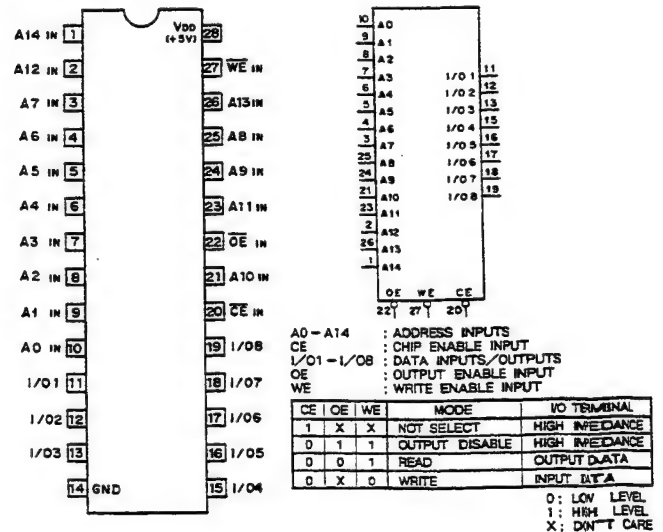 A14 IN 1
VDD (+5V) 28
A12 IN 2
27 WE IN
A7 IN 3
26 A13 IN
A6 IN 4
25 A8 IN
A5 IN 5
24 A9 IN
A4 IN 6
23 A11 IN
A3 IN 7
22 OE IN
A2 IN 8
21 A10 IN
A1 IN 9
20 CE IN
A0 IN 10
19 I/O8
I/O1 11
18 I/O7
I/O2 12
17 I/O6
I/O3 13
16 I/O5
14 GND
15 I/O4
10 A0
9 A1
8 A2
7 A3
6 A4
5 A5
4 A6
3 A7
25 A8
24 A9
21 A10
23 A11
2 A12
26 A13
1 A14
I/O 1 11
I/O 2 12
I/O 3 13
I/O 4 15
I/O 5 16
I/O 6 17
I/O 7 18
I/O 8 19
OE WE CE
22 27 20
A0-A14 : ADDRESS INPUTS
CE : CHIP ENABLE INPUT
I/O1-I/O8 : DATA INPUTS/OUTPUTS
OE : OUTPUT ENABLE INPUT
WE : WRITE ENABLE INPUT
CE OE WE MODE I/O TERMINAL
1 X X NOT SELECT HIGH IMPEDANCE
0 1 1 OUTPUT DISABLE HIGH IMPEDANCE
0 0 1 READ OUTPUT DATA
0 X 0 WRITE INPUT DATA
0; LOW LEVEL
1; HIGH LEVEL
X; DON'T CARE